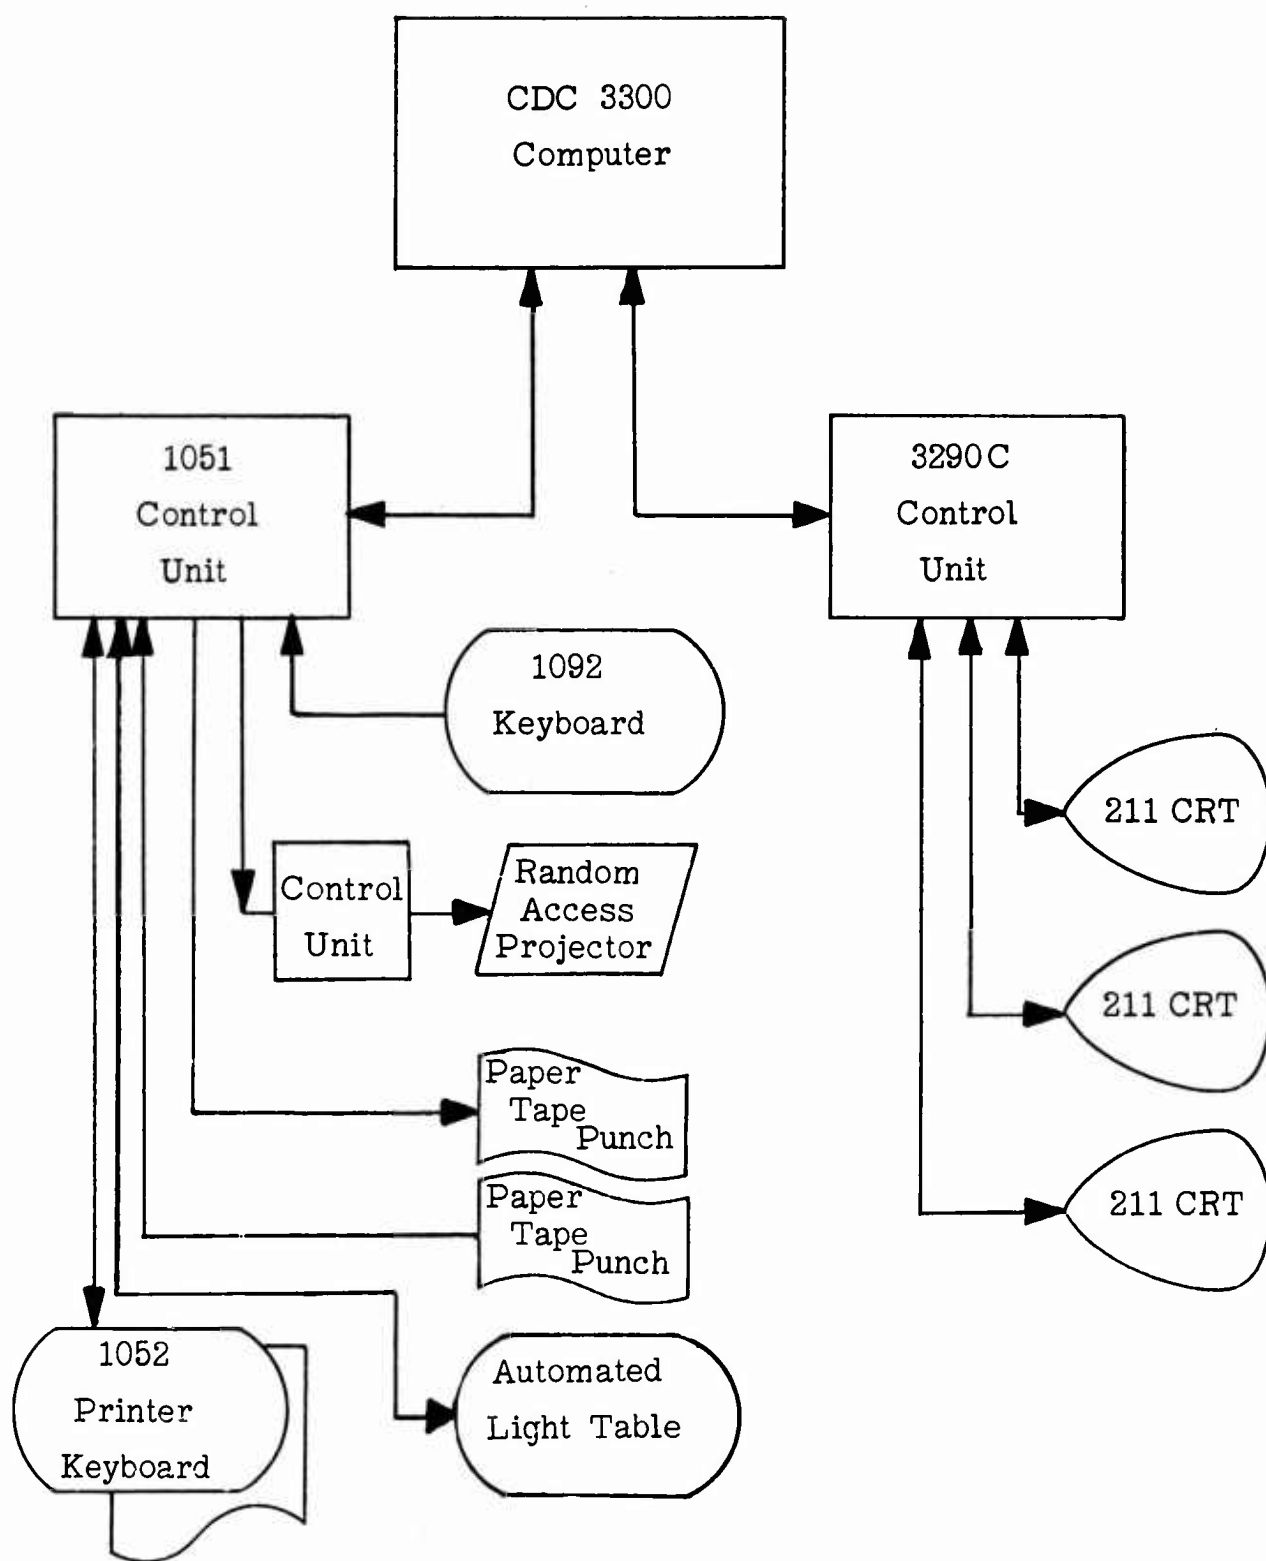 CDC 3300
Computer
1051
Control
Unit
3290C
Control
Unit
1092
Keyboard
211 CRT
Control
Unit
Random
Access
Projector
211 CRT
Paper
Tape
Punch
Paper
Tape
Punch
211 CRT
1052
Printer
Keyboard
Automated
Light Table